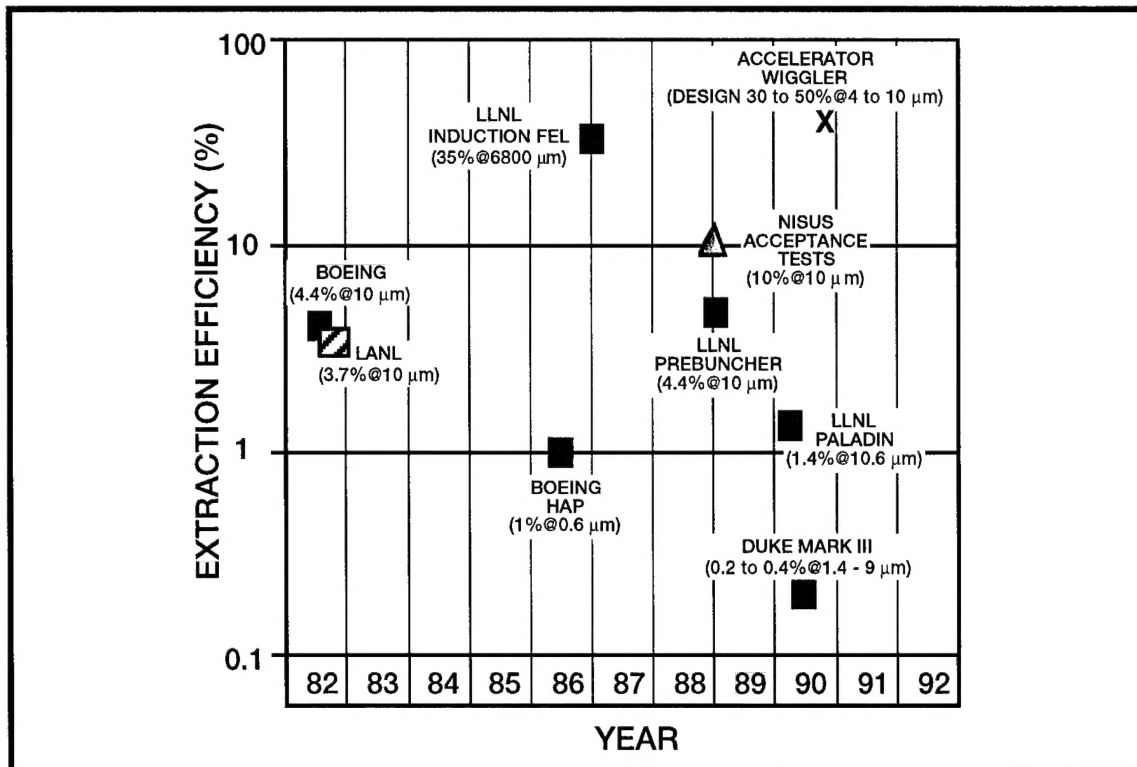 EXTRACTION EFFICIENCY (%)
100
10
1
0.1
ACCELERATOR
WIGGLER
(DESIGN 30 to 50%@4 to 10 μm)
X
LLNL
INDUCTION FEL
(35%@6800 μm)
NISUS
ACCEPTANCE
TESTS
(10%@10 μm)
BOEING
(4.4%@10 μm)
LANL
(3.7%@10 μm)
LLNL
PREBUNCHER
(4.4%@10 μm)
LLNL
PALADIN
(1.4%@10.6 μm)
BOEING
HAP
(1%@0.6 μm)
DUKE MARK III
(0.2 to 0.4%@1.4 - 9 μm)
82 83 84 85 86 87 88 89 90 91 92
YEAR